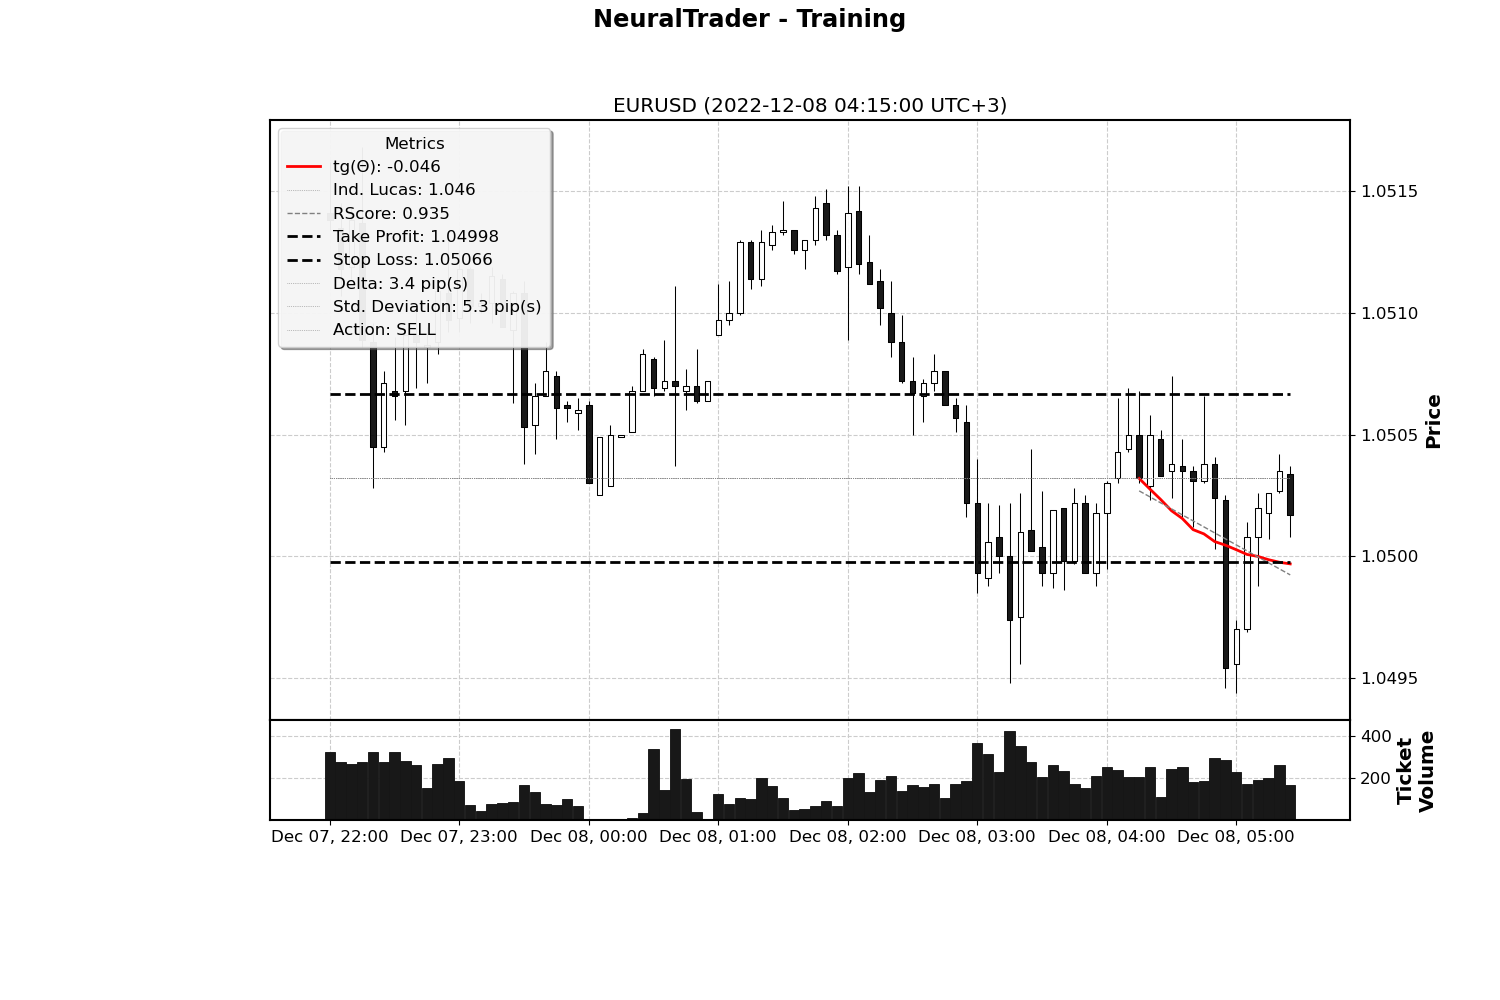 NeuralTrader - Training
EURUSD (2022-12-08 04:15:00 UTC+3)
Metrics
tg(Θ): -0.046
Ind. Lucas: 1.046
RScore: 0.935
Take Profit: 1.04998
Stop Loss: 1.05066
Delta: 3.4 pip(s)
Std. Deviation: 5.3 pip(s)
Action: SELL
1.0515
1.0510
1.0505
1.0500
1.0495
Price
400
200
Ticket
Volume
Dec 07, 22:00 Dec 07, 23:00 Dec 08, 00:00 Dec 08, 01:00 Dec 08, 02:00 Dec 08, 03:00 Dec 08, 04:00 Dec 08, 05:00